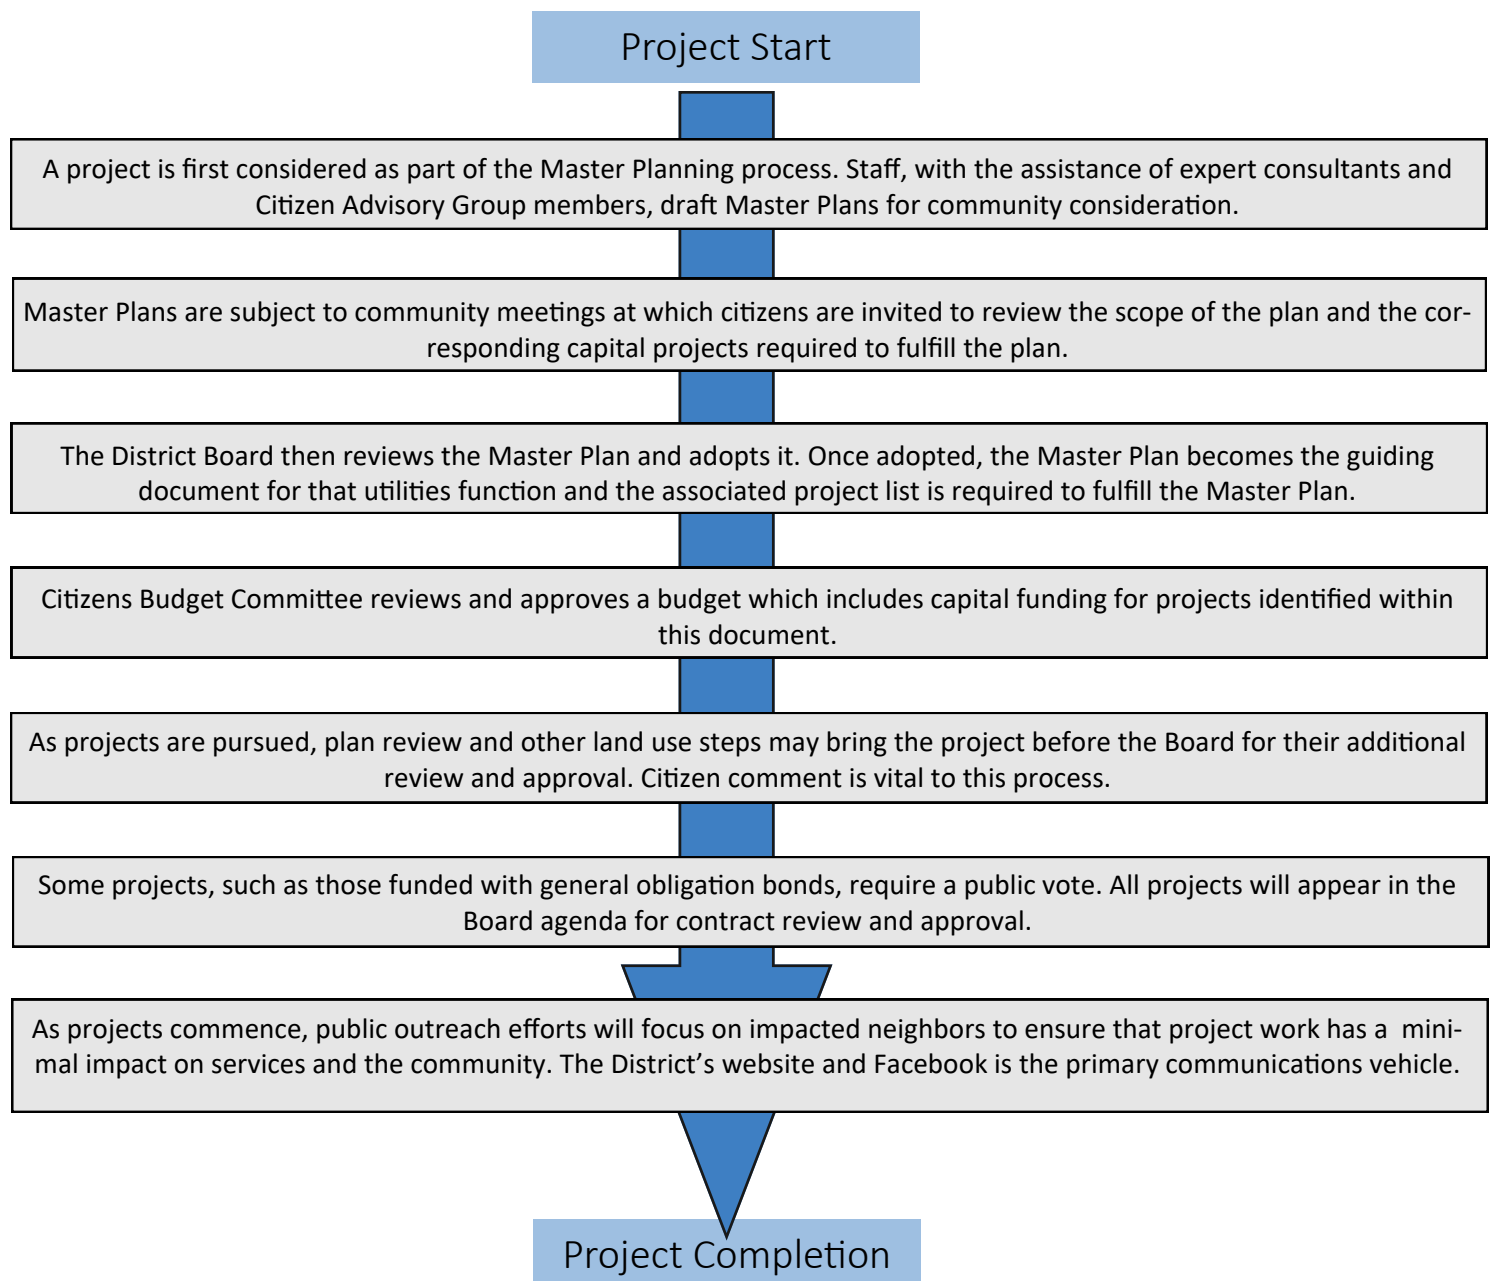 Project Start
A project is first considered as part of the Master Planning process. Staff, with the assistance of expert consultants and
Citizen Advisory Group members, draft Master Plans for community consideration.
Master Plans are subject to community meetings at which citizens are invited to review the scope of the plan and the cor-
responding capital projects required to fulfill the plan.
The District Board then reviews the Master Plan and adopts it. Once adopted, the Master Plan becomes the guiding
document for that utilities function and the associated project list is required to fulfill the Master Plan.
Citizens Budget Committee reviews and approves a budget which includes capital funding for projects identified within
this document.
As projects are pursued, plan review and other land use steps may bring the project before the Board for their additional
review and approval. Citizen comment is vital to this process.
Some projects, such as those funded with general obligation bonds, require a public vote. All projects will appear in the
Board agenda for contract review and approval.
As projects commence, public outreach efforts will focus on impacted neighbors to ensure that project work has a  mini-
mal impact on services and the community. The District’s website and Facebook is the primary communications vehicle.
Project Completion